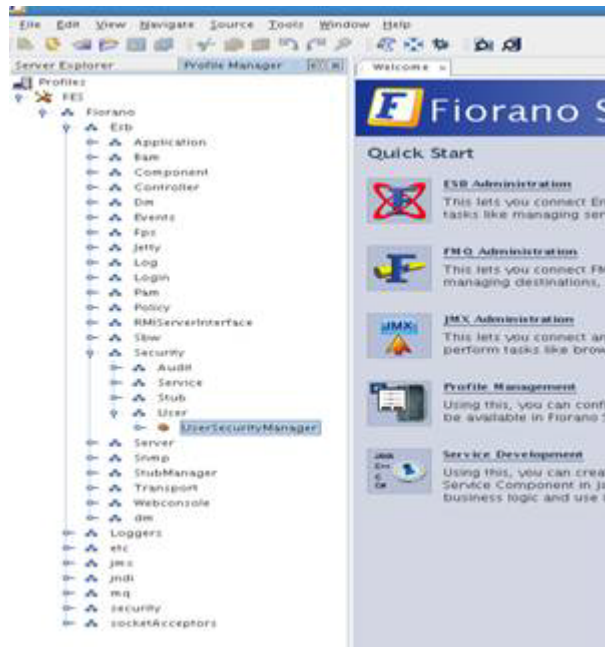 File Edit View Navigate Source Tools Window Help
Server Explorer Profile Manager
Profiles
FES
Fiorano
Esb
Application
Bam
Component
Controller
Dm
Events
Fps
Jetty
Log
Login
Pam
Policy
RMIServerInterface
Sbw
Security
Audit
Service
Stub
User
UserSecurityManager
Server
Snmp
StubManager
Transport
Webconsole
dm
Loggers
etc
jms
jndi
mq
security
socketAcceptors
Welcome
Fiorano S
Quick Start
ESB Administration
This lets you connect En
tasks like managing ser
FMQ Administration
This lets you connect FM
managing destinations,
JMX
JMX Administration
This lets you connect an
perform tasks like brow
Profile Management
Using this, you can conf
be available in Fiorano S
JAVA
C++
C
C#
Service Development
Using this, you can crea
Service Component in Ja
business logic and use i